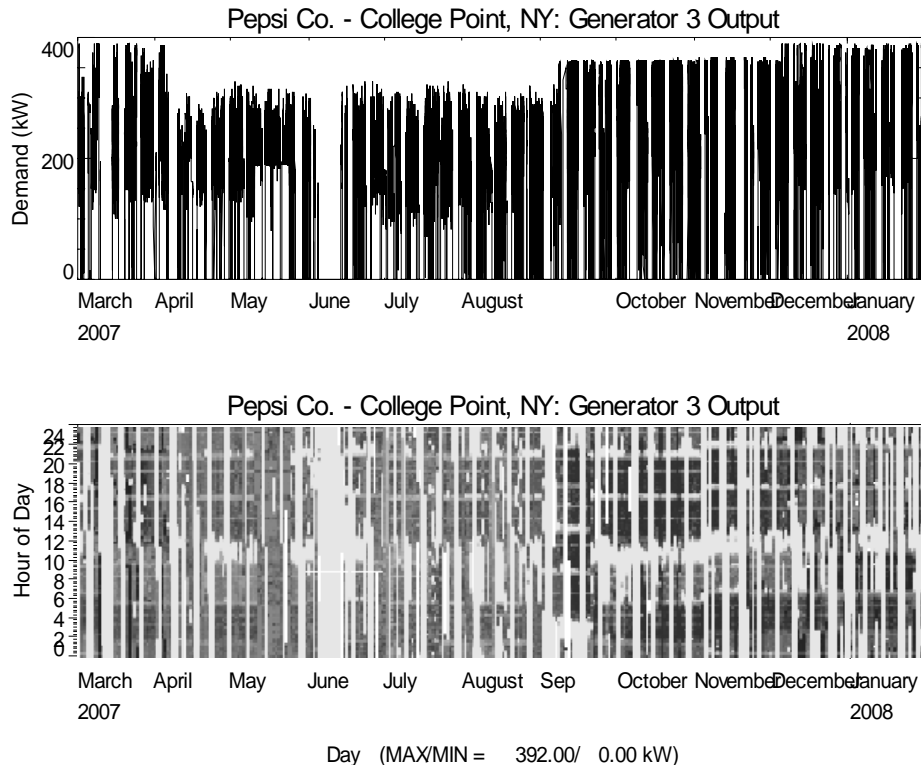 Pepsi Co. - College Point, NY: Generator 3 Output
Demand (kW)
400
200
0
March April May June July August October November December January
2007 2008
Pepsi Co. - College Point, NY: Generator 3 Output
Hour of Day
24
22
20
18
16
14
12
10
8
6
4
2
0
March April May June July August Sep October November December January
2007 2008
Day (MAX/MIN = 392.00/ 0.00 kW)